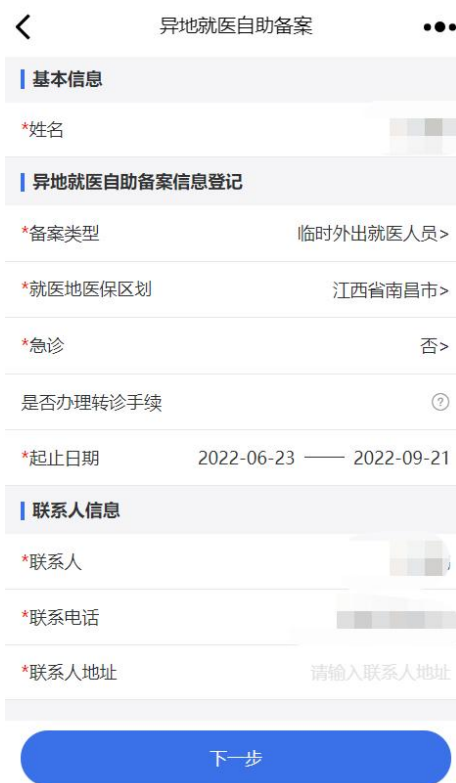 异地就医自助备案
基本信息
*姓名
异地就医自助备案信息登记
*备案类型 临时外出就医人员>
*就医地医保区划 江西省南昌市>
*急诊 否>
是否办理转诊手续 ?
*起止日期 2022-06-23 —— 2022-09-21
联系人信息
*联系人
*联系电话
*联系人地址 请输入联系人地址
下一步